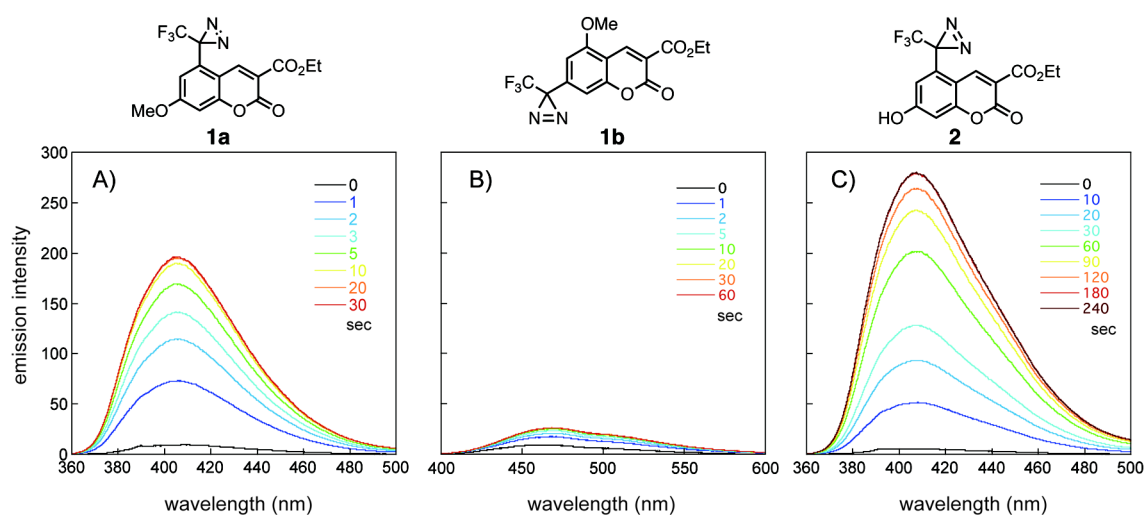 N
F₃C N
CO₂Et
MeO O O
1a
OMe
CO₂Et
F₃C O O
N=N
1b
N
F₃C N
CO₂Et
HO O O
2
A)
0
1
2
3
5
10
20
30
sec
B)
0
1
2
5
10
20
30
60
sec
C)
0
10
20
30
60
90
120
180
240
sec
emission intensity
300
250
200
150
100
50
0
360 380 400 420 440 460 480 500
400 450 500 550 600
360 380 400 420 440 460 480 500
wavelength (nm) wavelength (nm) wavelength (nm)